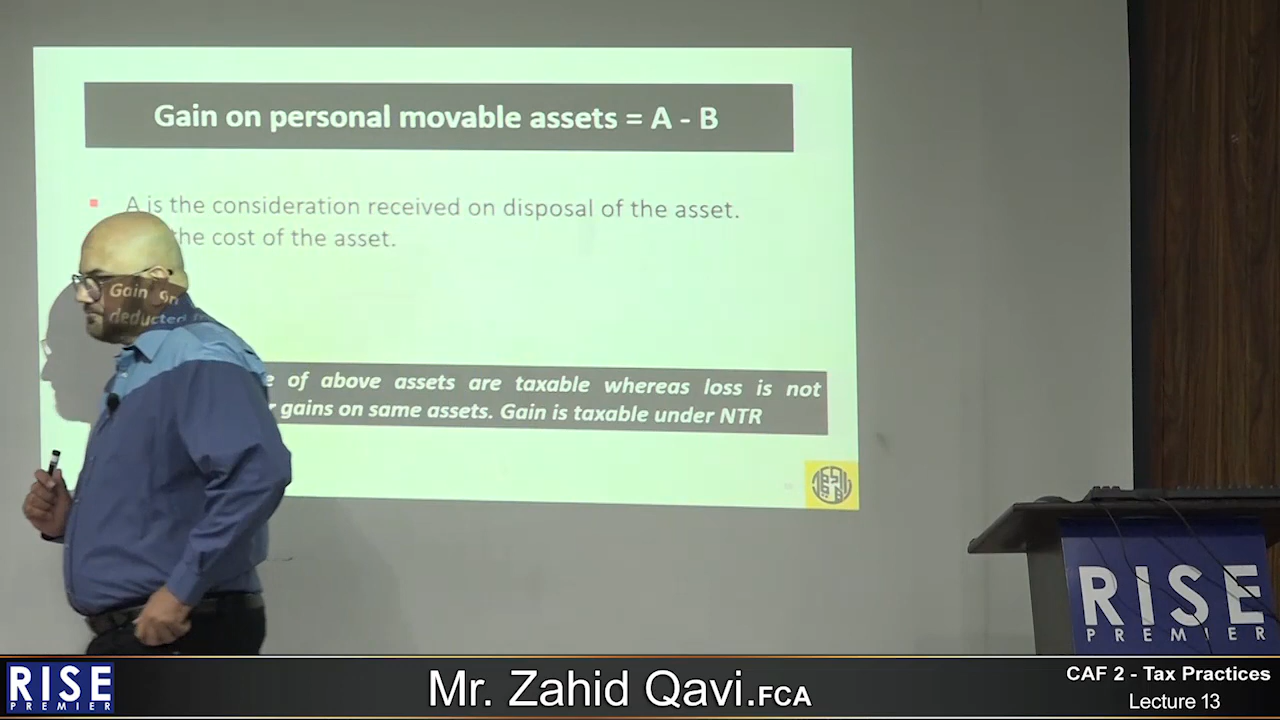 Gain on personal movable assets = A - B
A is the consideration received on disposal of the asset.
the cost of the asset.
Gain on
deducted
of above assets are taxable whereas loss is not
gains on same assets. Gain is taxable under NTR
RISE
PREMIER
RISE
PREMIER
Mr. Zahid Qavi.FCA
CAF 2 - Tax Practices
Lecture 13